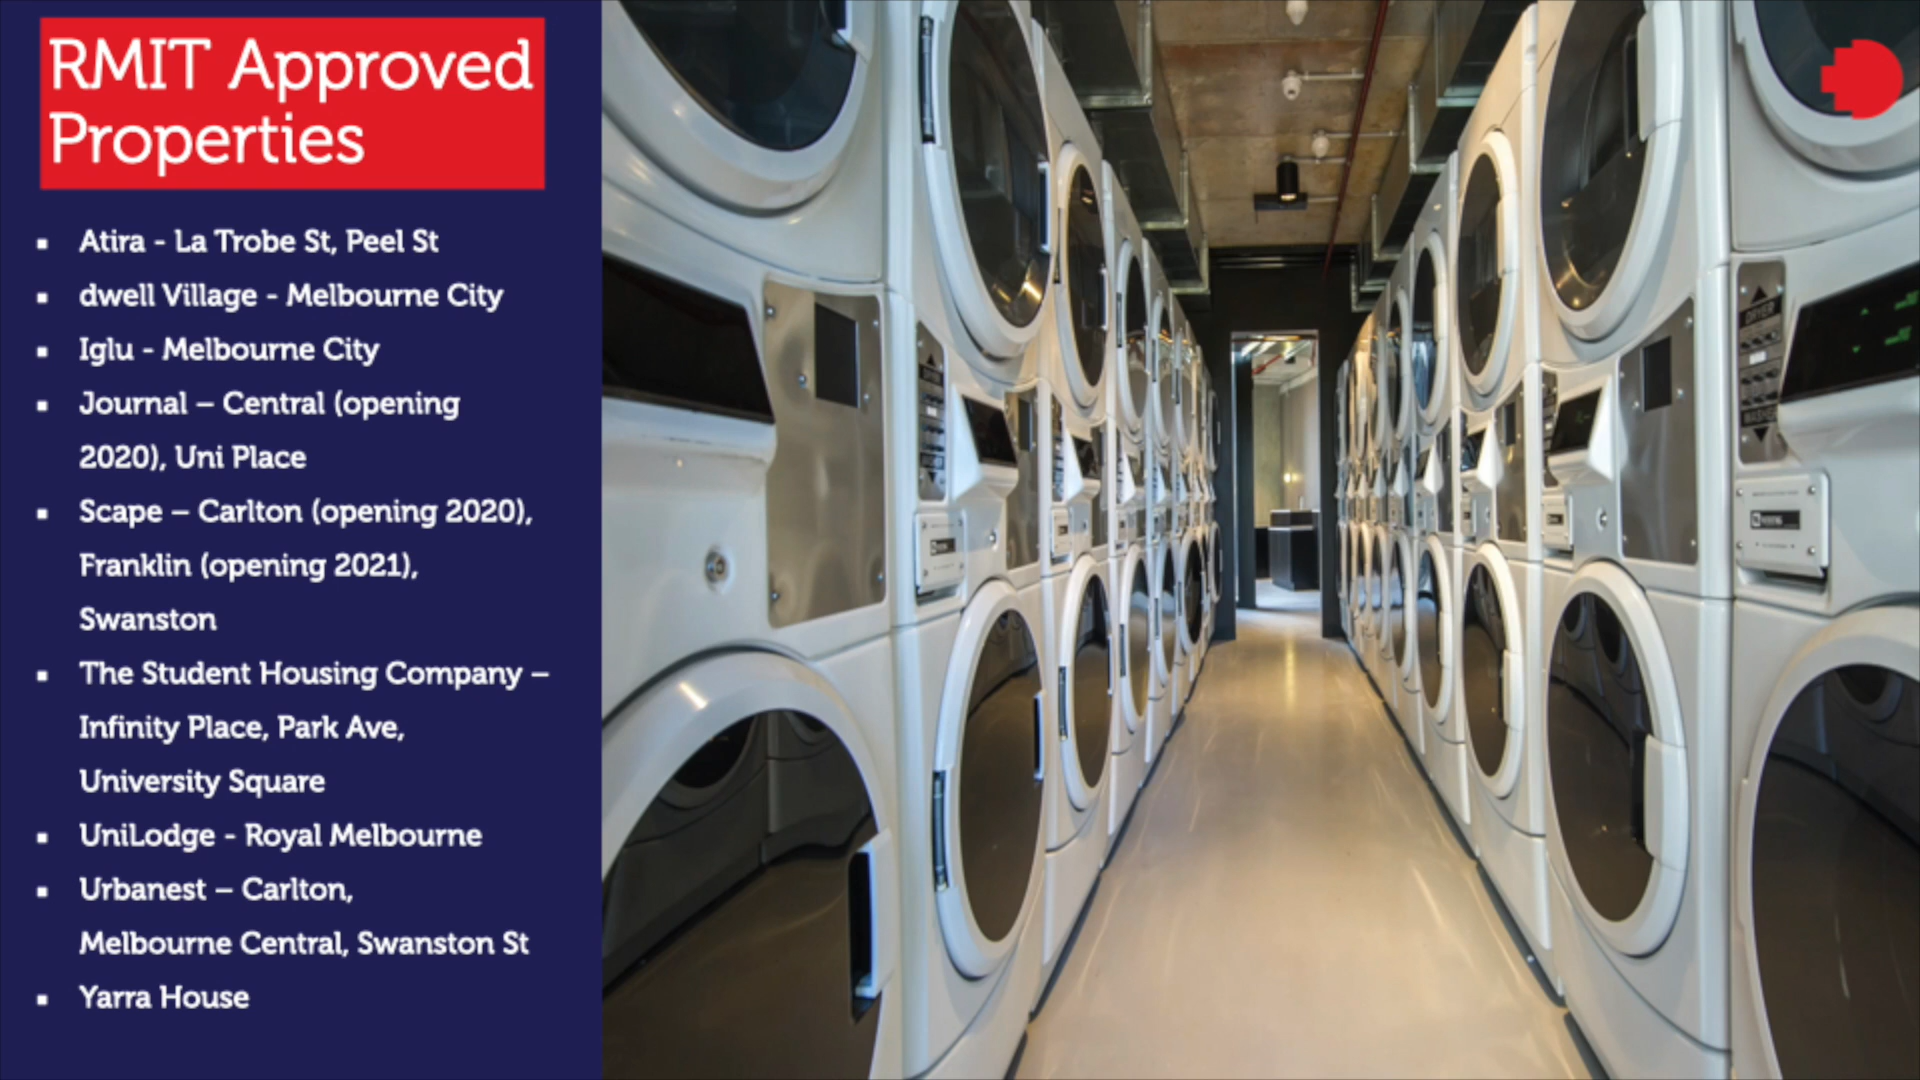 RMIT Approved
Properties
▪ Atira - La Trobe St, Peel St
▪ dwell Village - Melbourne City
▪ Iglu - Melbourne City
▪ Journal – Central (opening
2020), Uni Place
▪ Scape – Carlton (opening 2020),
Franklin (opening 2021),
Swanston
▪ The Student Housing Company –
Infinity Place, Park Ave,
University Square
▪ UniLodge - Royal Melbourne
▪ Urbanest – Carlton,
Melbourne Central, Swanston St
▪ Yarra House
DRYER
WASHER